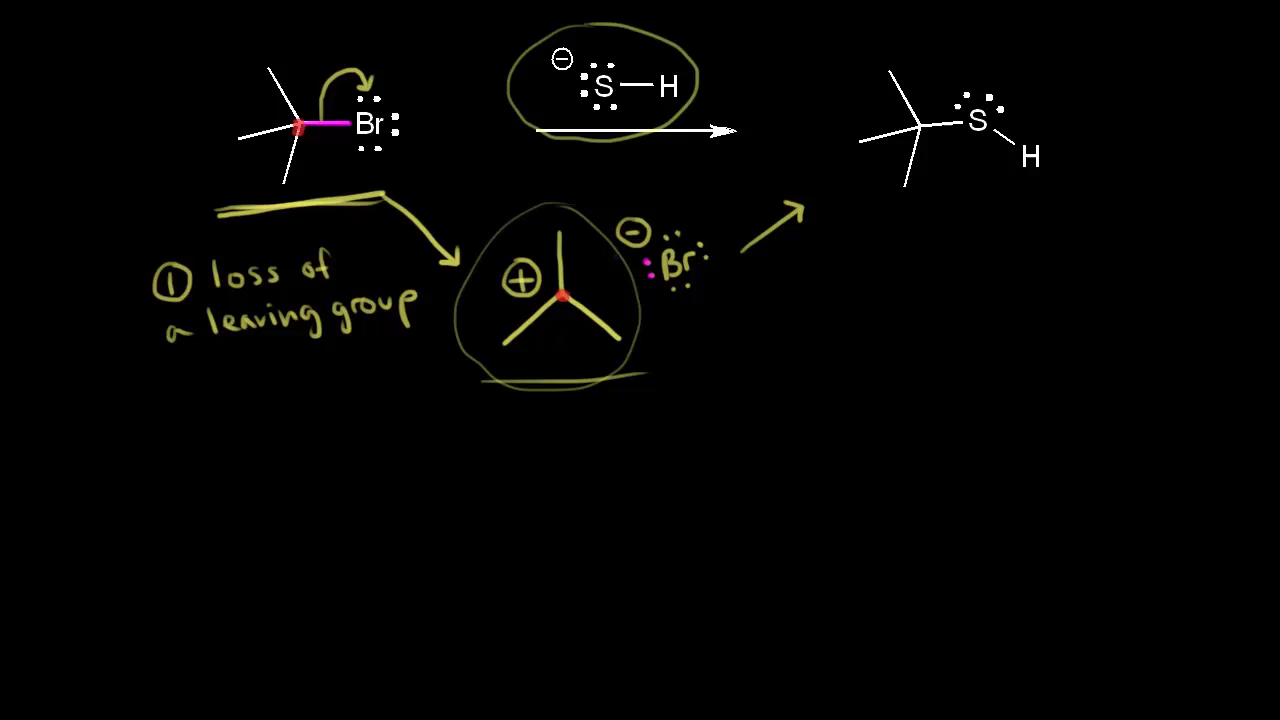 ⊖
S—H
Br
S
H
⊖
Br
⊕
① loss of
a leaving group